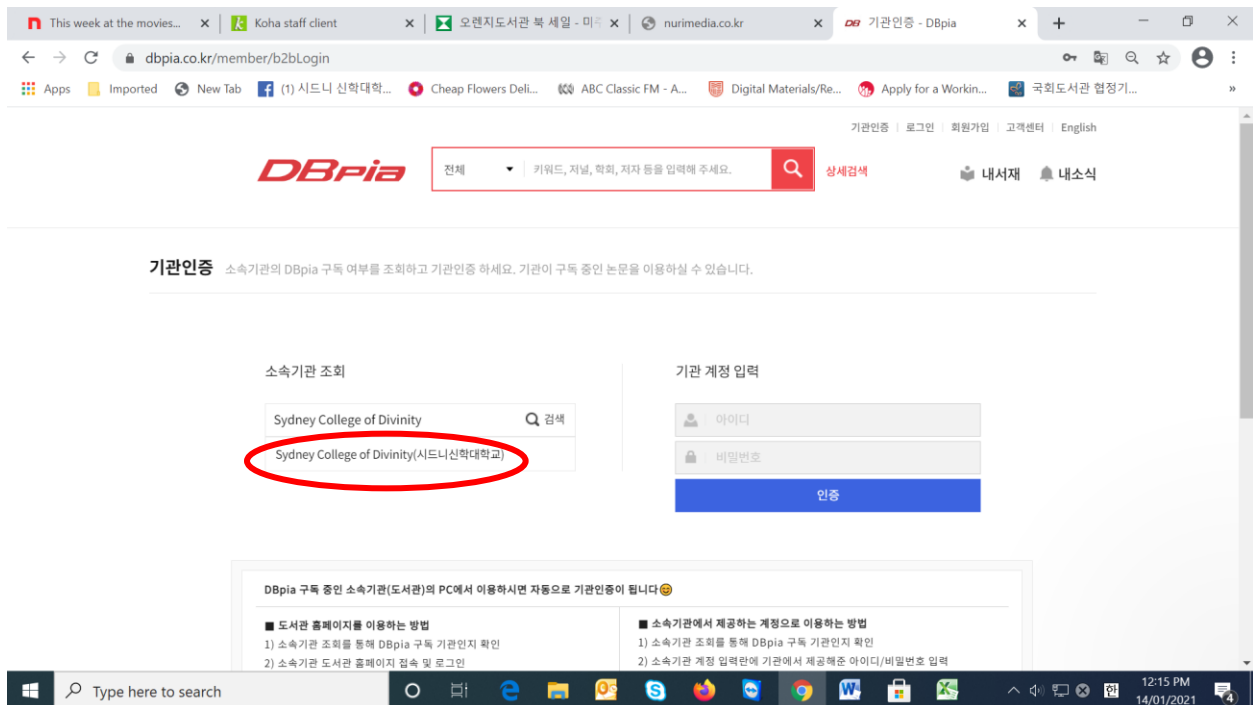 This week at the movies...
Koha staff client
오렌지도서관 북 세일 - 미주
nurimedia.co.kr
DB 기관인증 - DBpia
dbpia.co.kr/member/b2bLogin
Apps
Imported
New Tab
(1) 시드니 신학대학...
Cheap Flowers Deli...
ABC Classic FM - A...
Digital Materials/Re...
Apply for a Workin...
국회도서관 협정기...
»
기관인증 | 로그인 | 회원가입 | 고객센터 | English
DBpia
전체
키워드, 저널, 학회, 저자 등을 입력해 주세요.
상세검색
내서재
내소식
기관인증 소속기관의 DBpia 구독 여부를 조회하고 기관인증 하세요. 기관이 구독 중인 논문을 이용하실 수 있습니다.
소속기관 조회
Sydney College of Divinity
검색
Sydney College of Divinity(시드니신학대학교)
기관 계정 입력
아이디
비밀번호
인증
DBpia 구독 중인 소속기관(도서관)의 PC에서 이용하시면 자동으로 기관인증이 됩니다😊
■ 도서관 홈페이지를 이용하는 방법
1) 소속기관 조회를 통해 DBpia 구독 기관인지 확인
2) 소속기관 도서관 홈페이지 접속 및 로그인
■ 소속기관에서 제공하는 계정으로 이용하는 방법
1) 소속기관 조회를 통해 DBpia 구독 기관인지 확인
2) 소속기관 계정 입력란에 기관에서 제공해준 아이디/비밀번호 입력
Type here to search
한
12:15 PM
14/01/2021
4